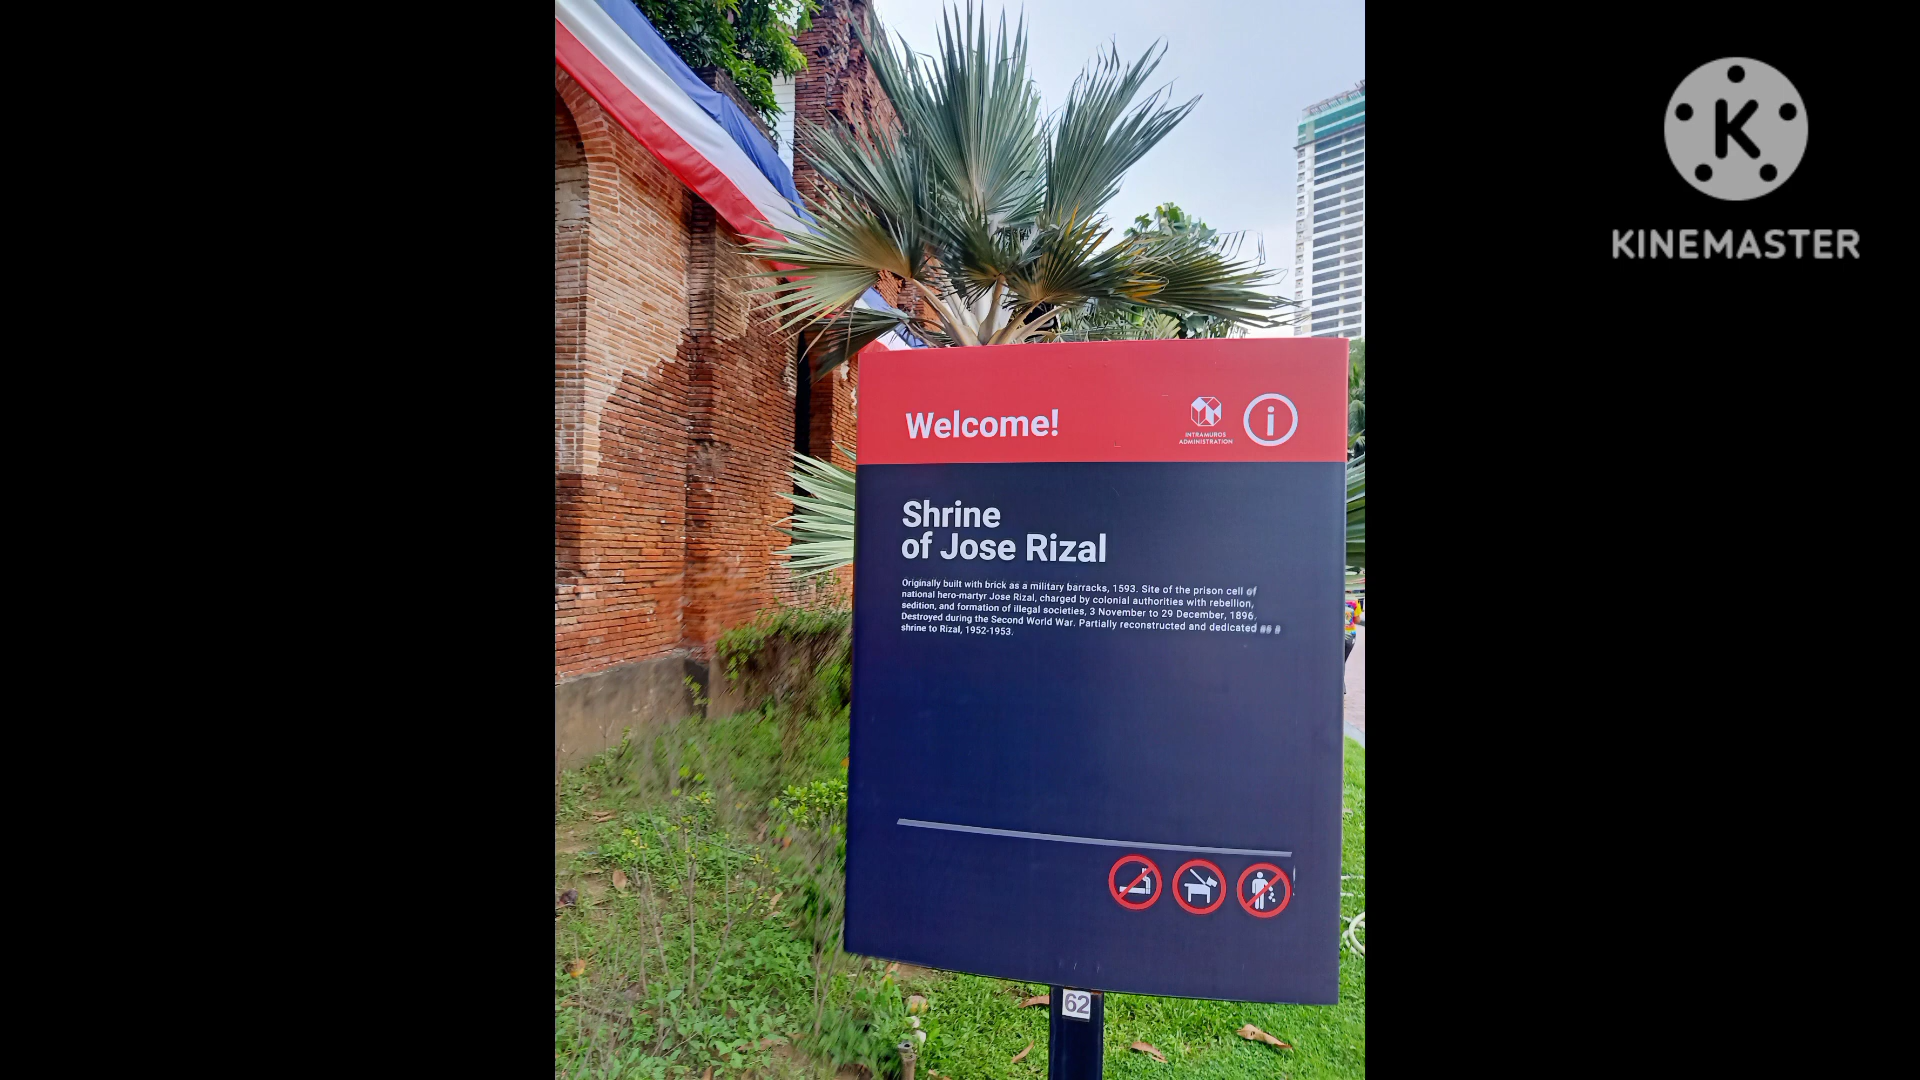 KINEMASTER
Welcome!
INTRAMUROS
ADMINISTRATION
Shrine
of Jose Rizal
Originally built with brick as a military barracks, 1593. Site of the prison cell of
national hero-martyr Jose Rizal, charged by colonial authorities with rebellion,
sedition, and formation of illegal societies, 3 November to 29 December, 1896.
Destroyed during the Second World War. Partially reconstructed and dedicated as a
shrine to Rizal, 1952-1953.
62